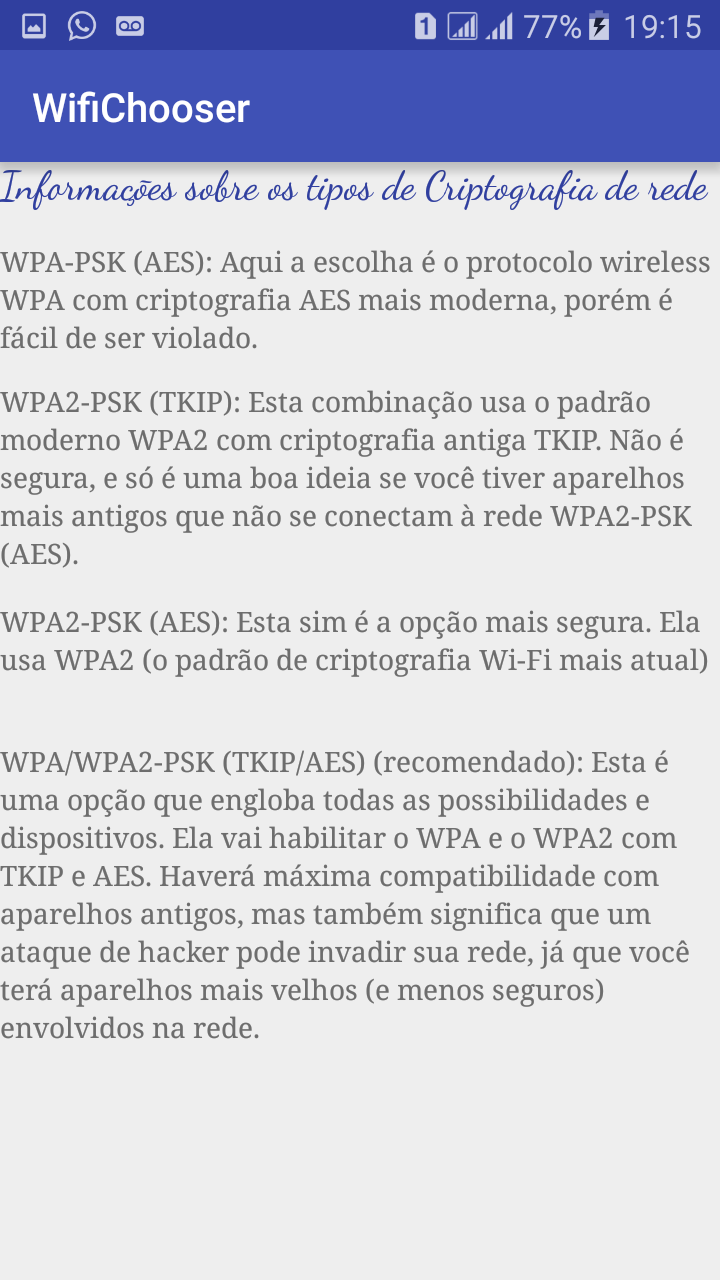 77% 19:15
WifiChooser
Informações sobre os tipos de Criptografia de rede
WPA-PSK (AES): Aqui a escolha é o protocolo wireless
WPA com criptografia AES mais moderna, porém é
fácil de ser violado.
WPA2-PSK (TKIP): Esta combinação usa o padrão
moderno WPA2 com criptografia antiga TKIP. Não é
segura, e só é uma boa ideia se você tiver aparelhos
mais antigos que não se conectam à rede WPA2-PSK
(AES).
WPA2-PSK (AES): Esta sim é a opção mais segura. Ela
usa WPA2 (o padrão de criptografia Wi-Fi mais atual)
WPA/WPA2-PSK (TKIP/AES) (recomendado): Esta é
uma opção que engloba todas as possibilidades e
dispositivos. Ela vai habilitar o WPA e o WPA2 com
TKIP e AES. Haverá máxima compatibilidade com
aparelhos antigos, mas também significa que um
ataque de hacker pode invadir sua rede, já que você
terá aparelhos mais velhos (e menos seguros)
envolvidos na rede.